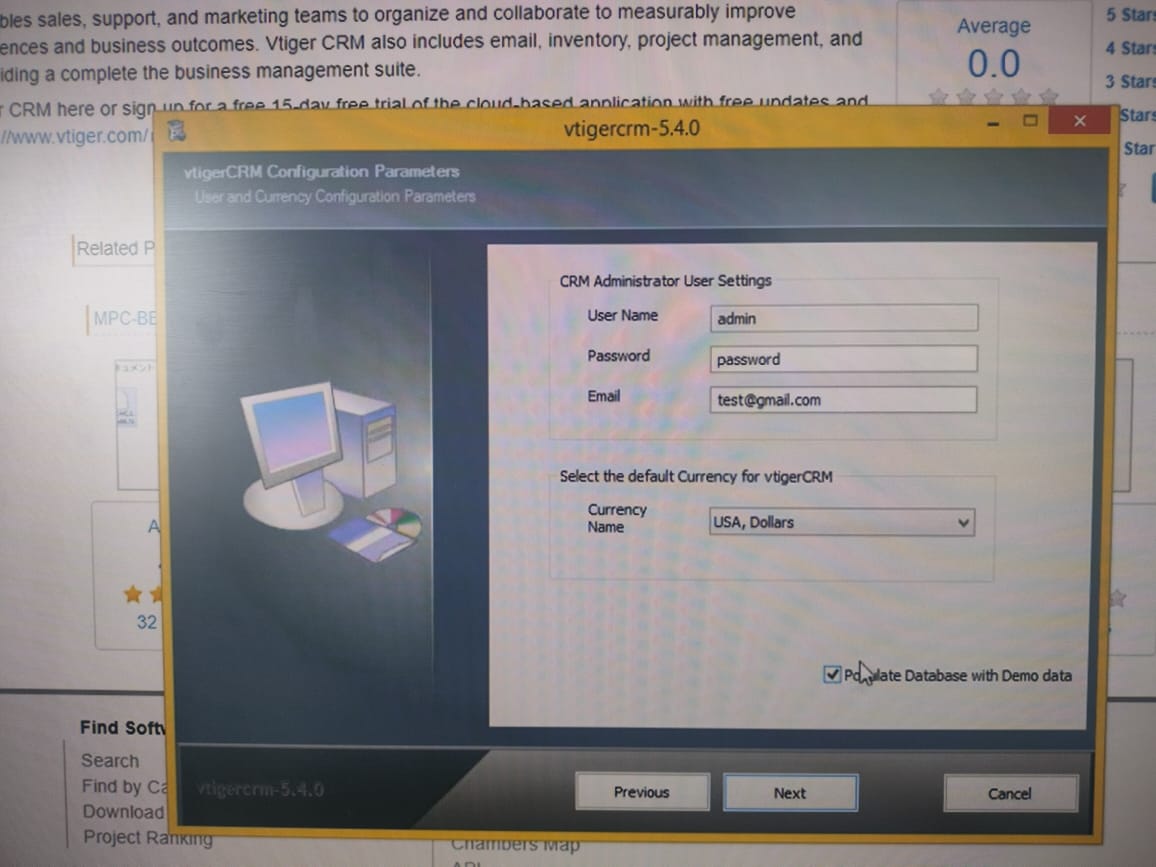 bles sales, support, and marketing teams to organize and collaborate to measurably improve
ences and business outcomes. Vtiger CRM also includes email, inventory, project management, and
iding a complete the business management suite.
r CRM here or sign up for a free 15-day free trial of the cloud-based application with free updates and
//www.vtiger.com/
Average
0.0
5 Stars
4 Stars
3 Stars
Stars
Star
vtigercrm-5.4.0
vtigerCRM Configuration Parameters
User and Currency Configuration Parameters
Related P
MPC-BE
CRM Administrator User Settings
User Name
admin
Password
password
Email
test@gmail.com
Select the default Currency for vtigerCRM
Currency
Name
USA, Dollars
A
32
Populate Database with Demo data
Find Softw
Search
Find by Ca
Download
Project Ranking
vtigercrm-5.4.0
Previous
Next
Cancel
Chambers Map